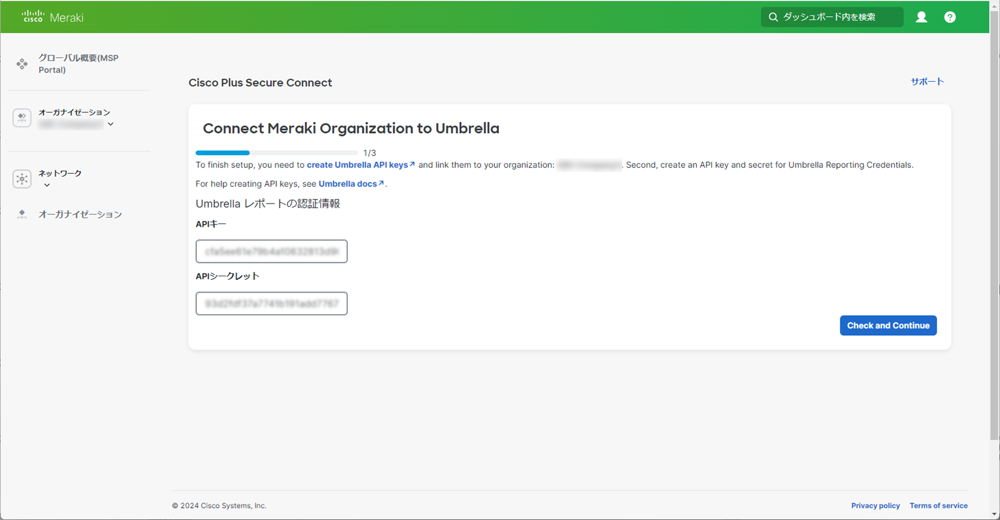 cisco Meraki
ダッシュボード内を検索
グローバル概要(MSP
Portal)
オーガナイゼーション
ネットワーク
オーガナイゼーション
Cisco Plus Secure Connect
サポート
Connect Meraki Organization to Umbrella
1/3
To finish setup, you need to create Umbrella API keys and link them to your organization: . Second, create an API key and secret for Umbrella Reporting Credentials.
For help creating API keys, see Umbrella docs.
Umbrella レポートの認証情報
APIキー
APIシークレット
Check and Continue
© 2024 Cisco Systems, Inc.
Privacy policy
Terms of service